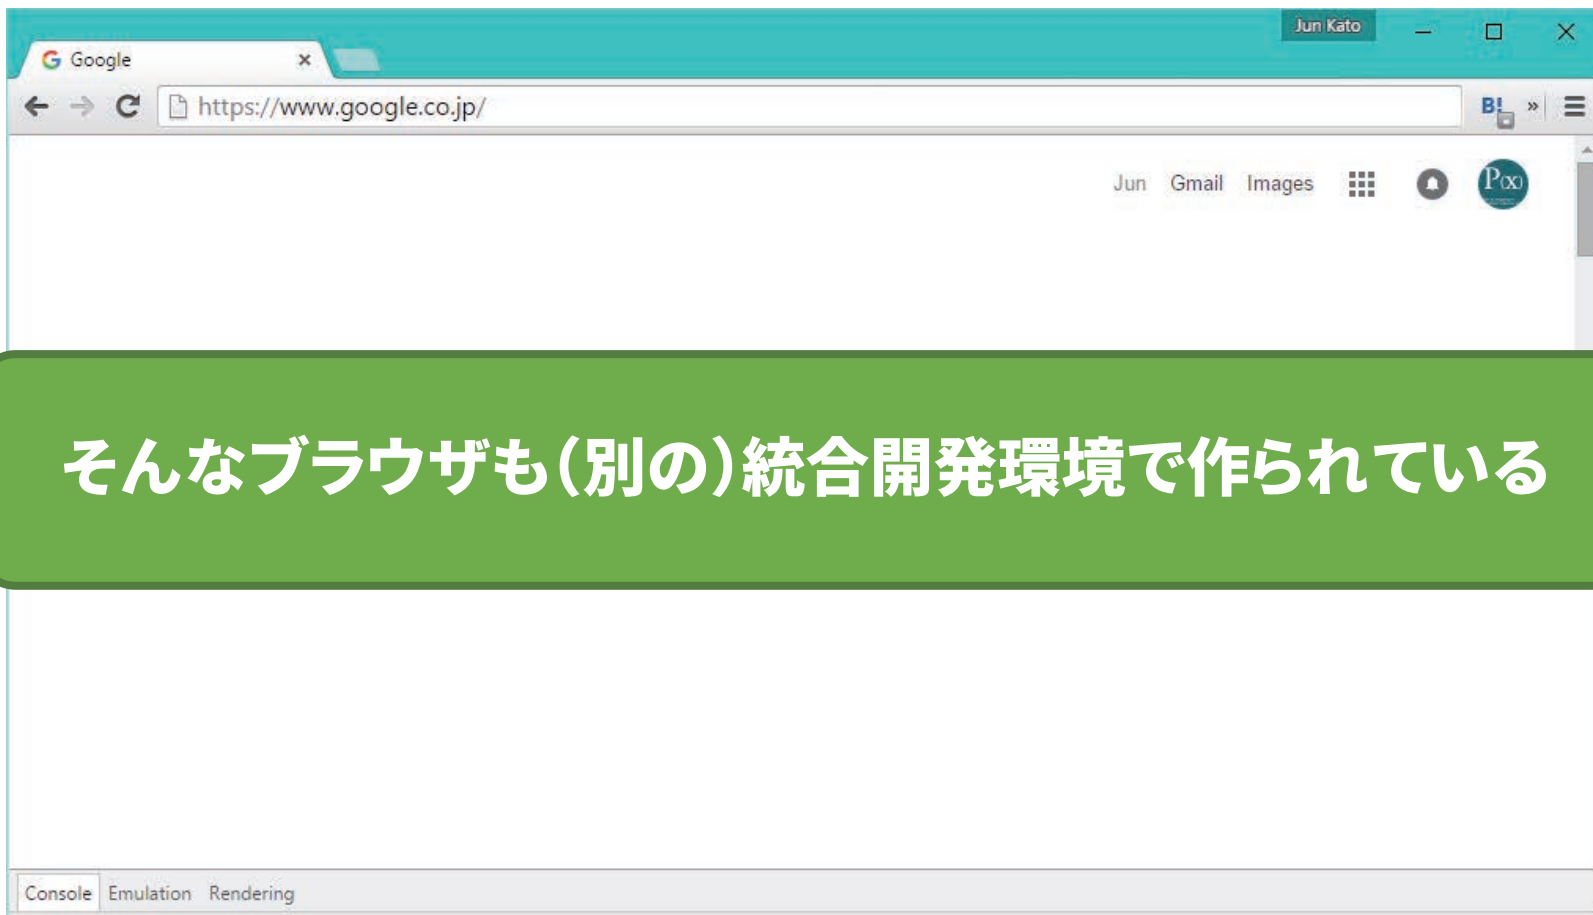 Jun Kato
Google
https://www.google.co.jp/
B!
Jun Gmail Images
P(x)
そんなブラウザも(別の)統合開発環境で作られている
Console Emulation Rendering